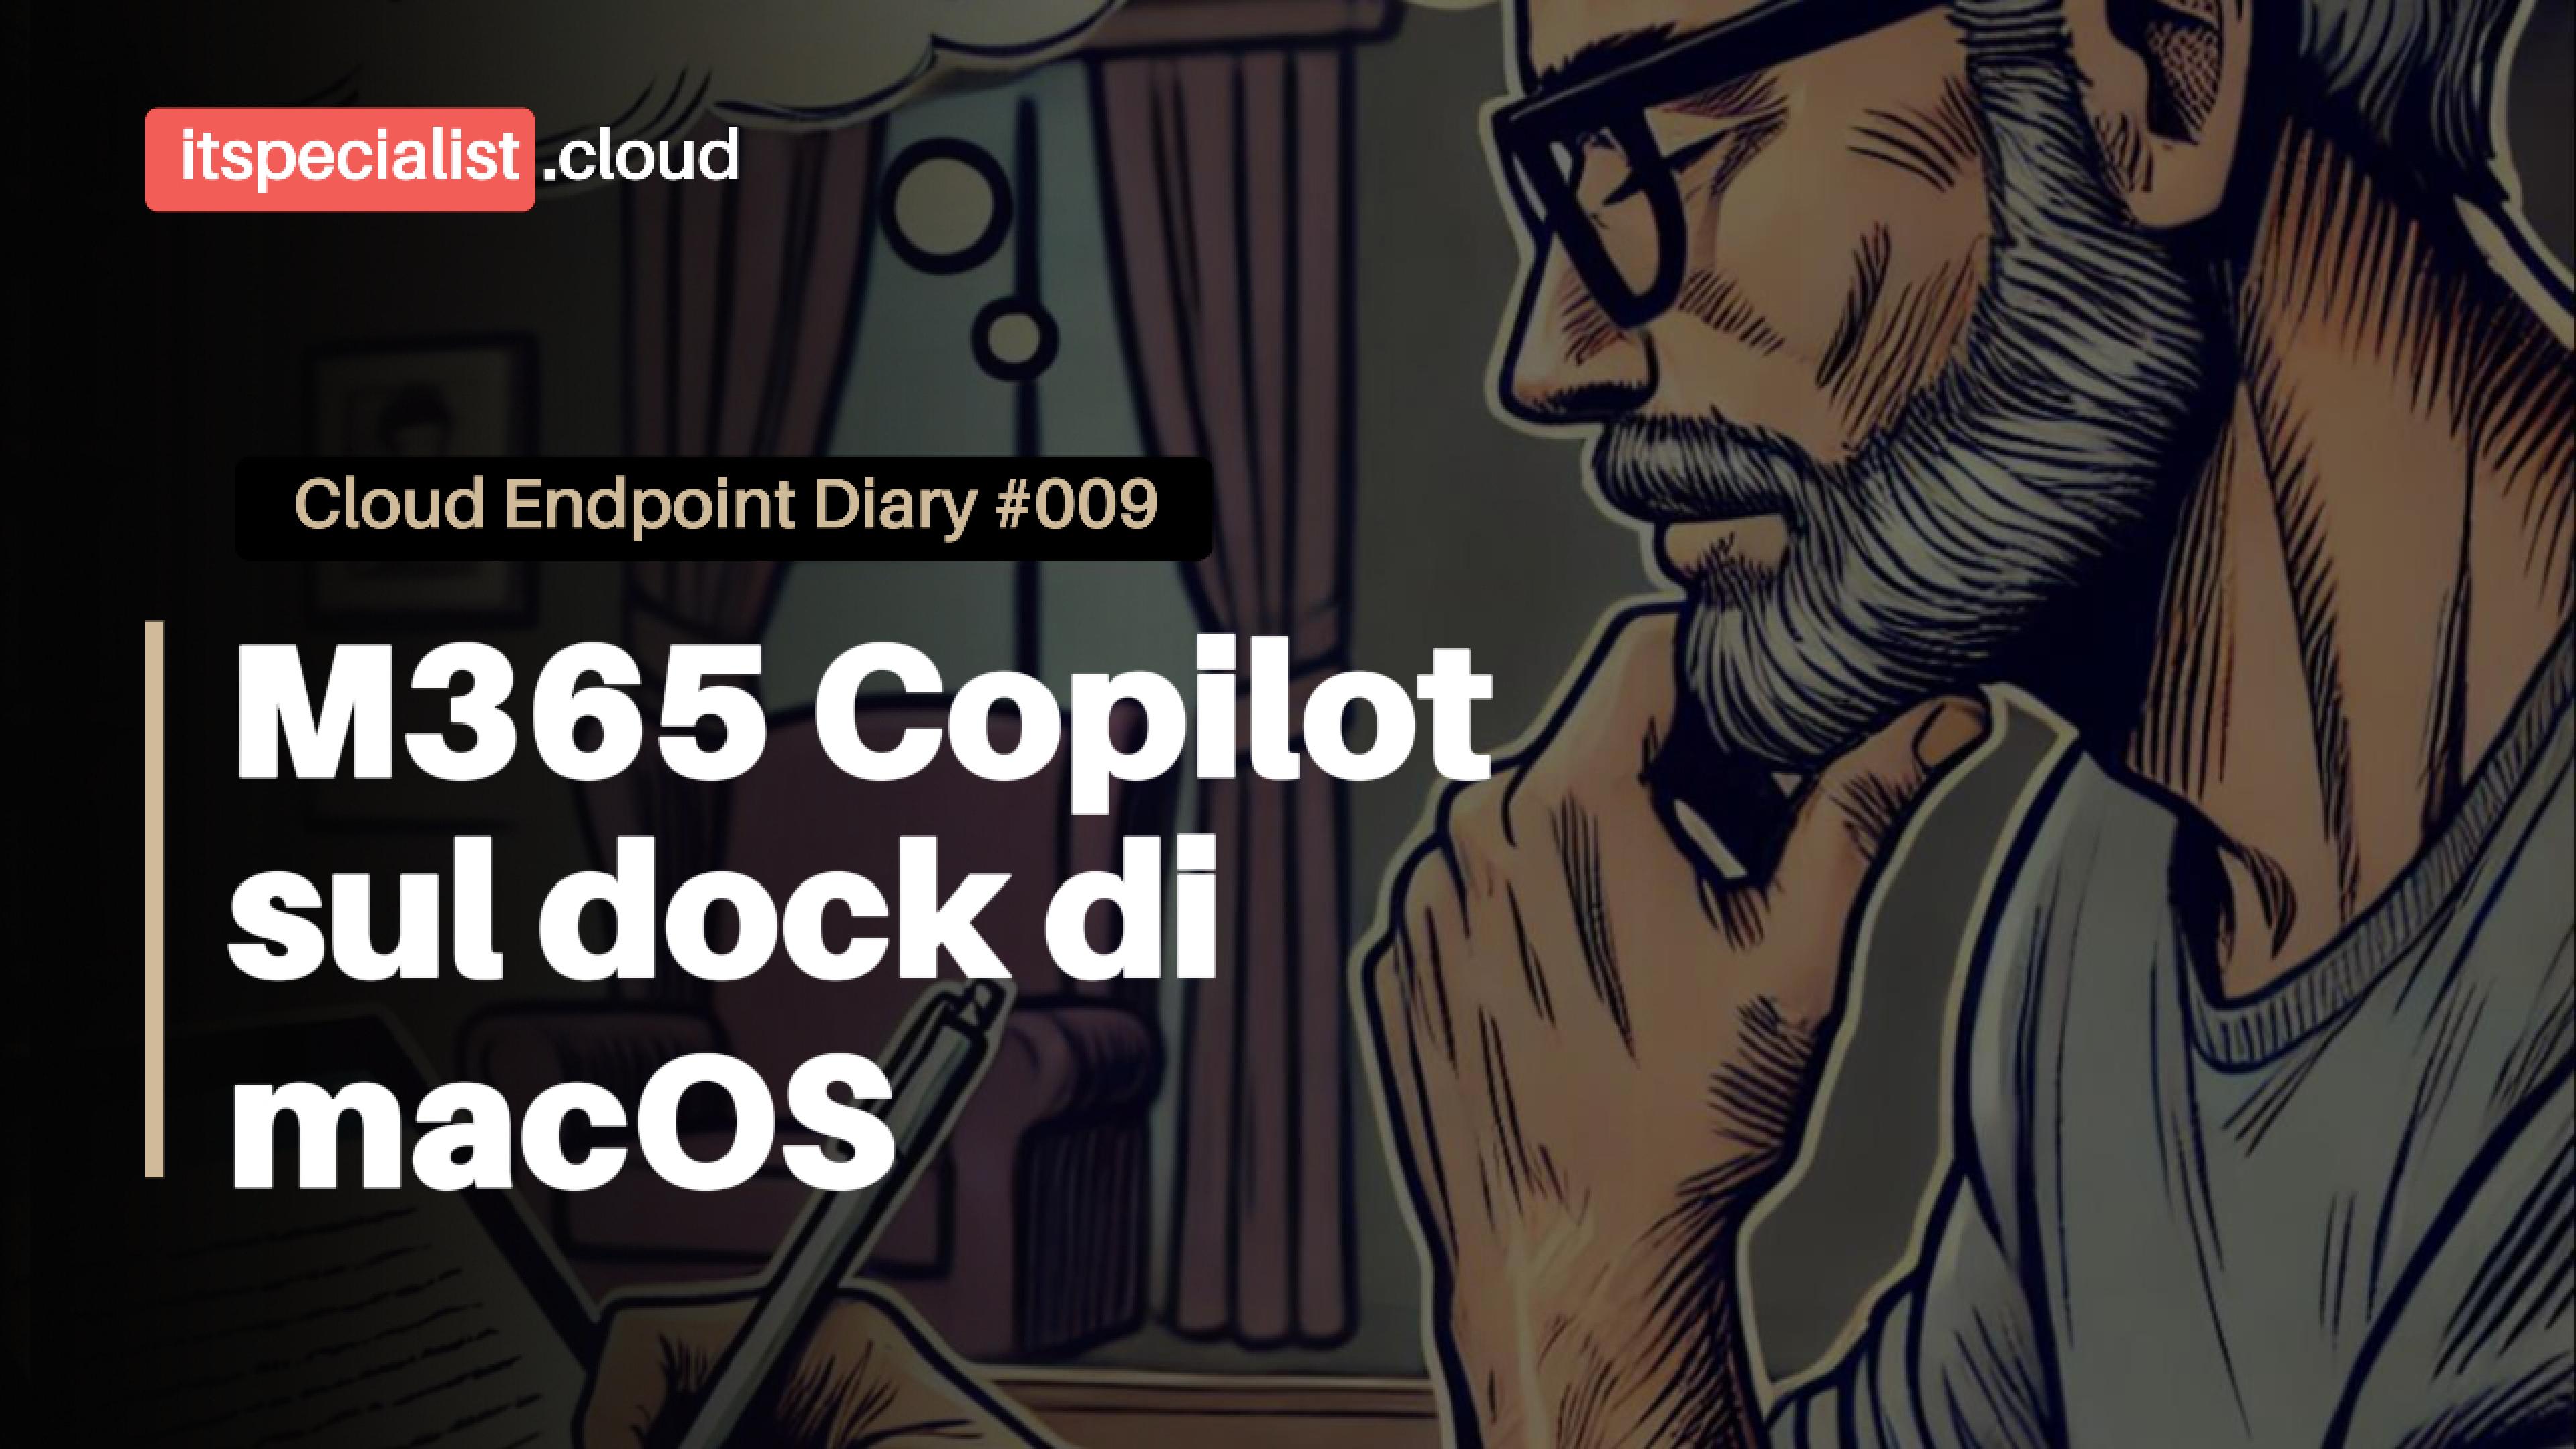 itspecialist.cloud
Cloud Endpoint Diary #009
M365 Copilot
sul dock di
macOS